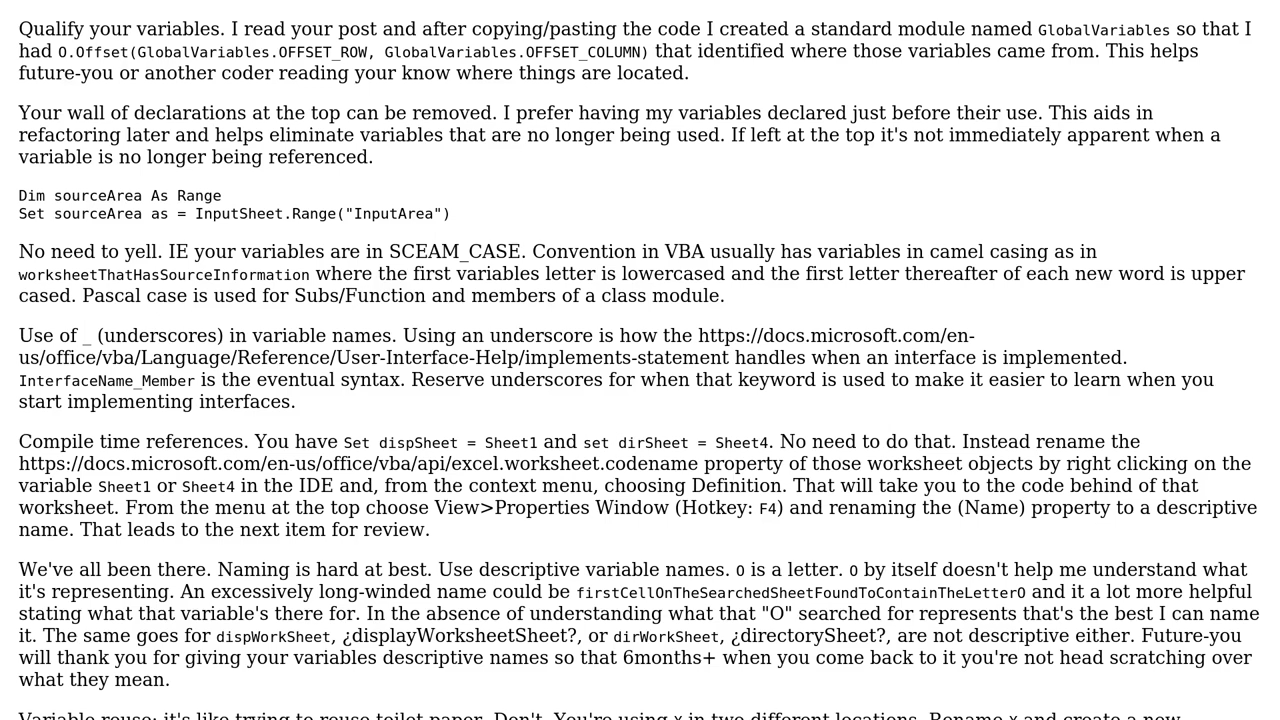 Qualify your variables. I read your post and after copying/pasting the code I created a standard module named GlobalVariables so that I
had O.Offset(GlobalVariables.OFFSET_ROW, GlobalVariables.OFFSET_COLUMN) that identified where those variables came from. This helps
future-you or another coder reading your know where things are located.
Your wall of declarations at the top can be removed. I prefer having my variables declared just before their use. This aids in
refactoring later and helps eliminate variables that are no longer being used. If left at the top it's not immediately apparent when a
variable is no longer being referenced.
Dim sourceArea As Range
Set sourceArea as = InputSheet.Range("InputArea")
No need to yell. IE your variables are in SCEAM_CASE. Convention in VBA usually has variables in camel casing as in
worksheetThatHasSourceInformation where the first variables letter is lowercased and the first letter thereafter of each new word is upper
cased. Pascal case is used for Subs/Function and members of a class module.
Use of _ (underscores) in variable names. Using an underscore is how the https://docs.microsoft.com/en-
us/office/vba/Language/Reference/User-Interface-Help/implements-statement handles when an interface is implemented.
InterfaceName_Member is the eventual syntax. Reserve underscores for when that keyword is used to make it easier to learn when you
start implementing interfaces.
Compile time references. You have Set dispSheet = Sheet1 and set dirSheet = Sheet4. No need to do that. Instead rename the
https://docs.microsoft.com/en-us/office/vba/api/excel.worksheet.codename property of those worksheet objects by right clicking on the
variable Sheet1 or Sheet4 in the IDE and, from the context menu, choosing Definition. That will take you to the code behind of that
worksheet. From the menu at the top choose View>Properties Window (Hotkey: F4) and renaming the (Name) property to a descriptive
name. That leads to the next item for review.
We've all been there. Naming is hard at best. Use descriptive variable names. O is a letter. O by itself doesn't help me understand what
it's representing. An excessively long-winded name could be firstCellOnTheSearchedSheetFoundToContainTheLetterO and it a lot more helpful
stating what that variable's there for. In the absence of understanding what that "O" searched for represents that's the best I can name
it. The same goes for dispWorkSheet, ¿displayWorksheetSheet?, or dirWorkSheet, ¿directorySheet?, are not descriptive either. Future-you
will thank you for giving your variables descriptive names so that 6months+ when you come back to it you're not head scratching over
what they mean.
Variable reuse: it's like trying to reuse toilet paper. Don't. You're using x in two different locations. Rename x and create a new